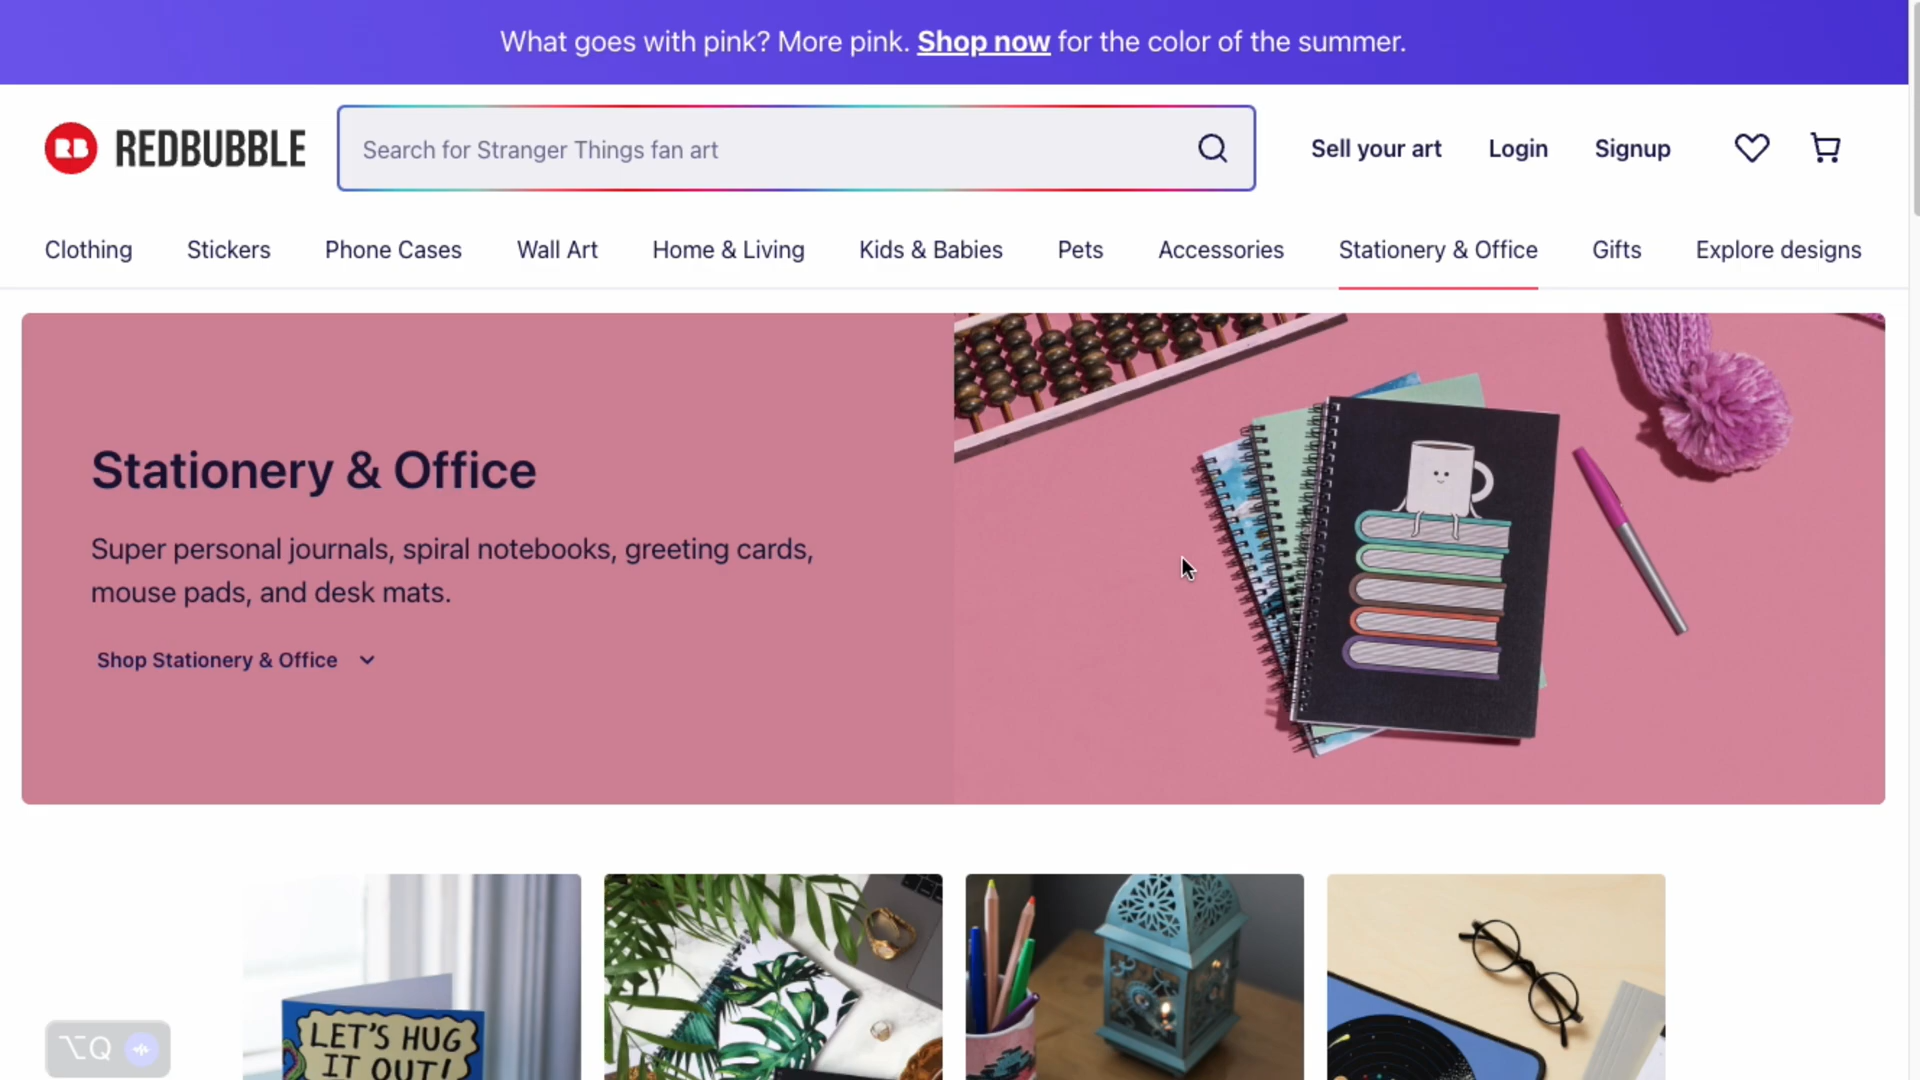 What goes with pink? More pink. Shop now for the color of the summer.
RB REDBUBBLE
Search for Stranger Things fan art
Sell your art Login Signup
Clothing Stickers Phone Cases Wall Art Home & Living Kids & Babies Pets Accessories Stationery & Office Gifts Explore designs
Stationery & Office
Super personal journals, spiral notebooks, greeting cards,
mouse pads, and desk mats.
Shop Stationery & Office
LET'S HUG
IT OUT!
⌥Q